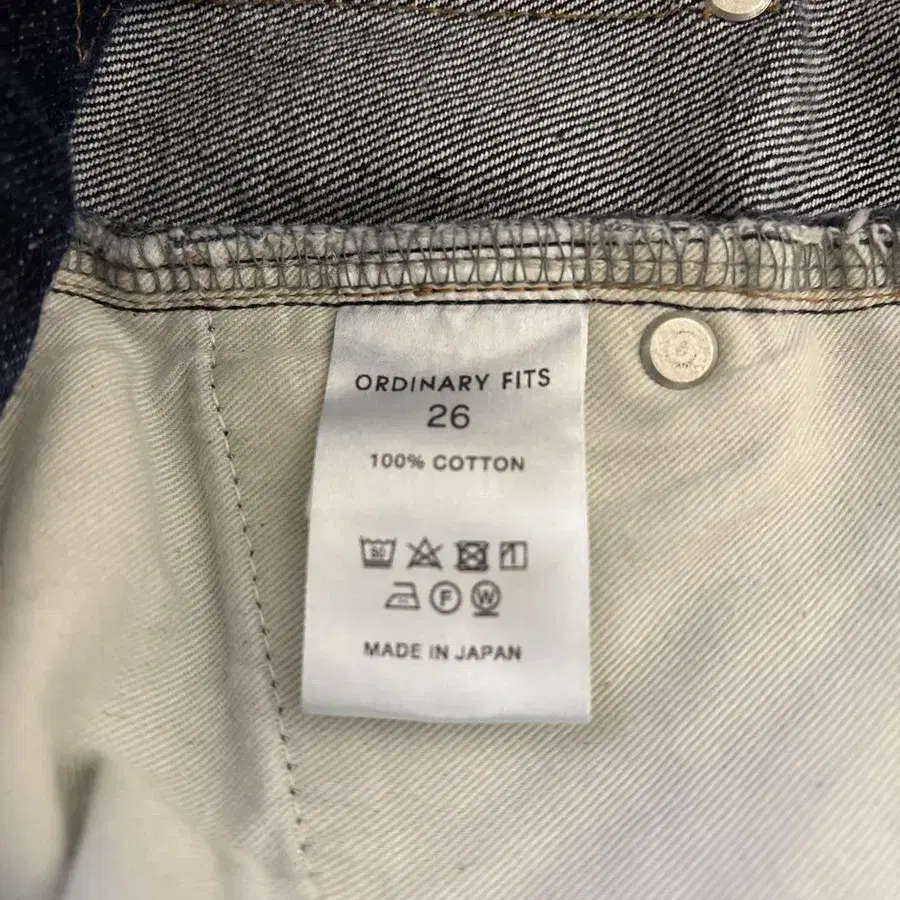 ORDINARY FITS
26
100% COTTON
F W
MADE IN JAPAN